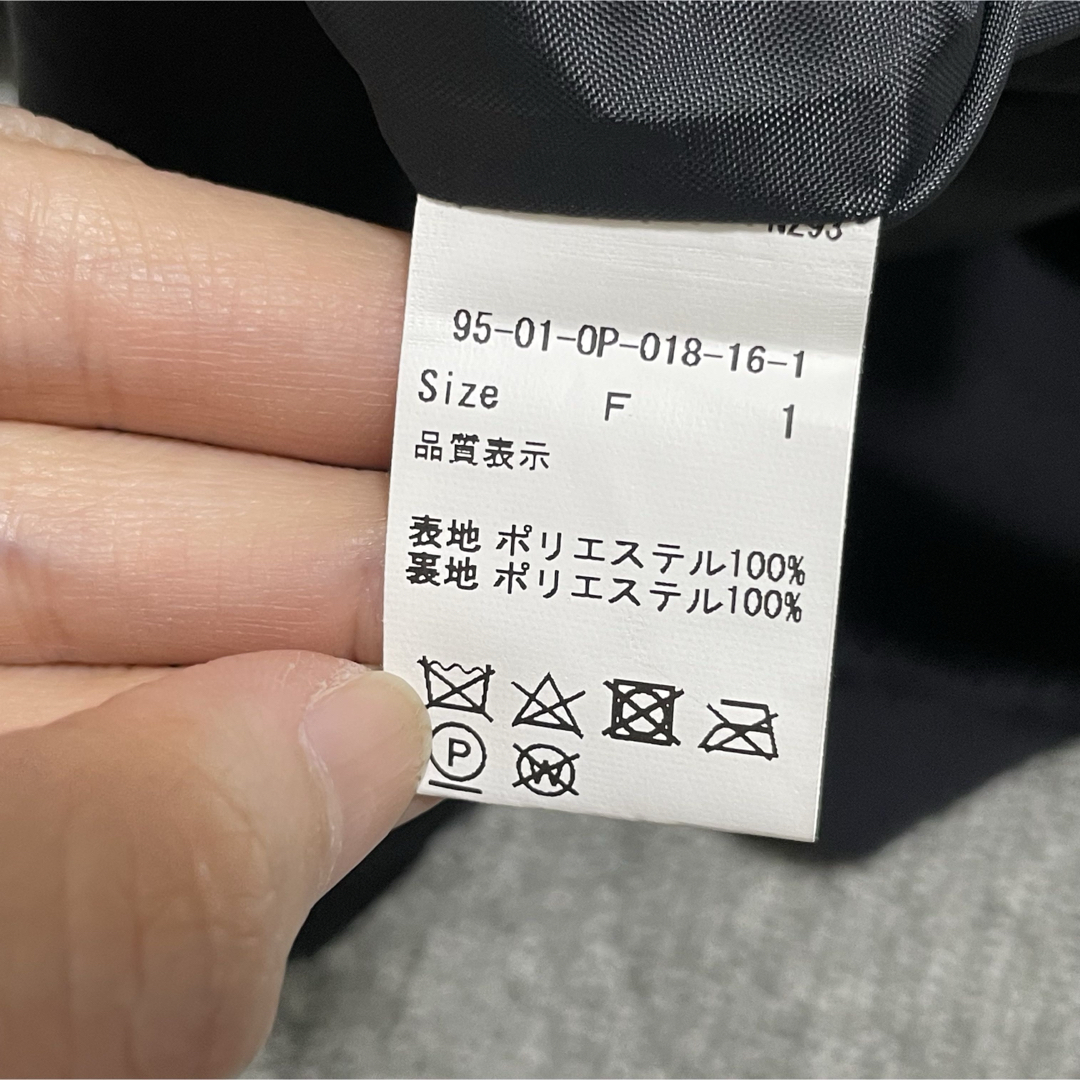 95-01-OP-018-16-1
Size F 1
品質表示
表地 ポリエステル100%
裏地 ポリエステル100%
P
W